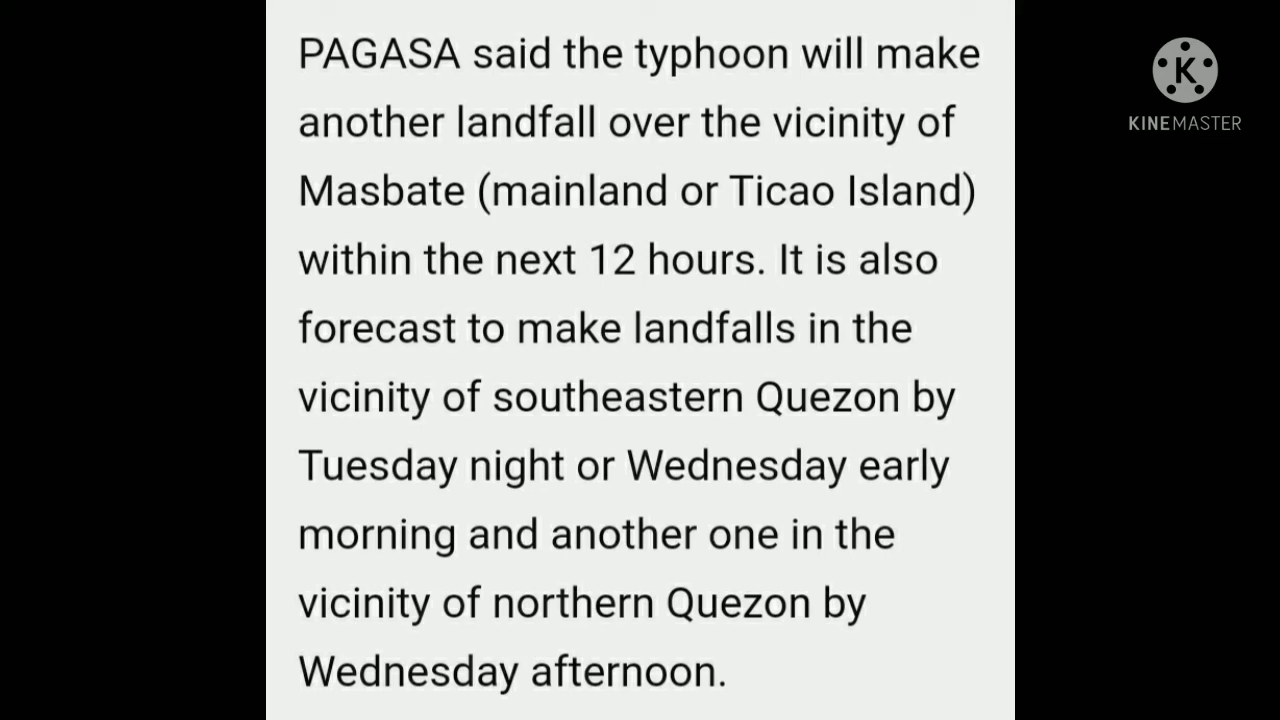 PAGASA said the typhoon will make
another landfall over the vicinity of
Masbate (mainland or Ticao Island)
within the next 12 hours. It is also
forecast to make landfalls in the
vicinity of southeastern Quezon by
Tuesday night or Wednesday early
morning and another one in the
vicinity of northern Quezon by
Wednesday afternoon.
K
KINEMASTER